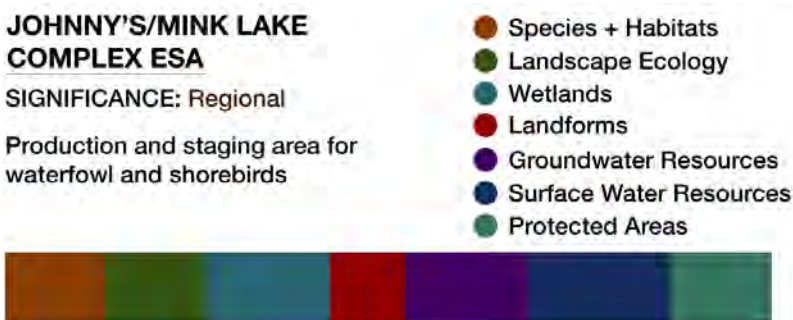 JOHNNY'S/MINK LAKE
COMPLEX ESA
SIGNIFICANCE: Regional
Production and staging area for
waterfowl and shorebirds
Species + Habitats
Landscape Ecology
Wetlands
Landforms
Groundwater Resources
Surface Water Resources
Protected Areas